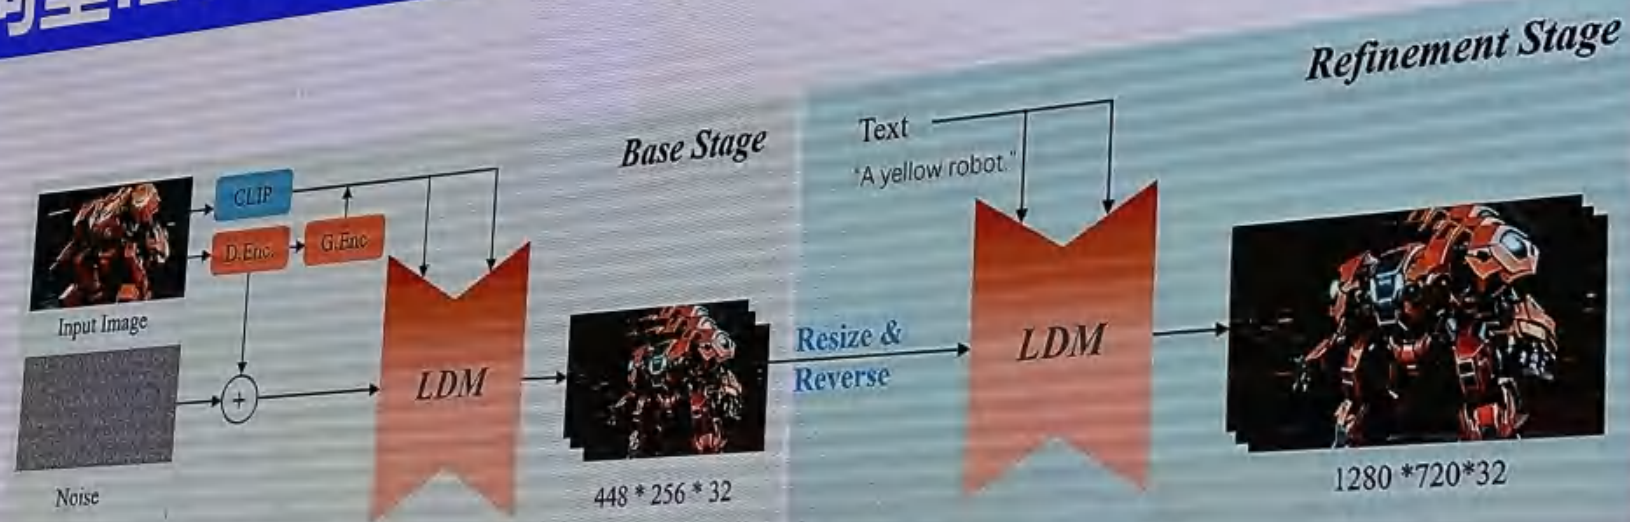 Refinement Stage
Base Stage
Text
"A yellow robot."
CLIP
D.Enc.
G.Enc
Input Image
LDM
LDM
Resize &
Reverse
Noise
448 * 256 * 32
1280 *720*32